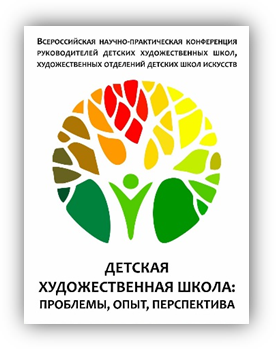 Всероссийская научно-практическая конференция
руководителей детских художественных школ,
художественных отделений детских школ искусств
ДЕТСКАЯ
ХУДОЖЕСТВЕННАЯ ШКОЛА:
ПРОБЛЕМЫ, ОПЫТ, ПЕРСПЕКТИВА